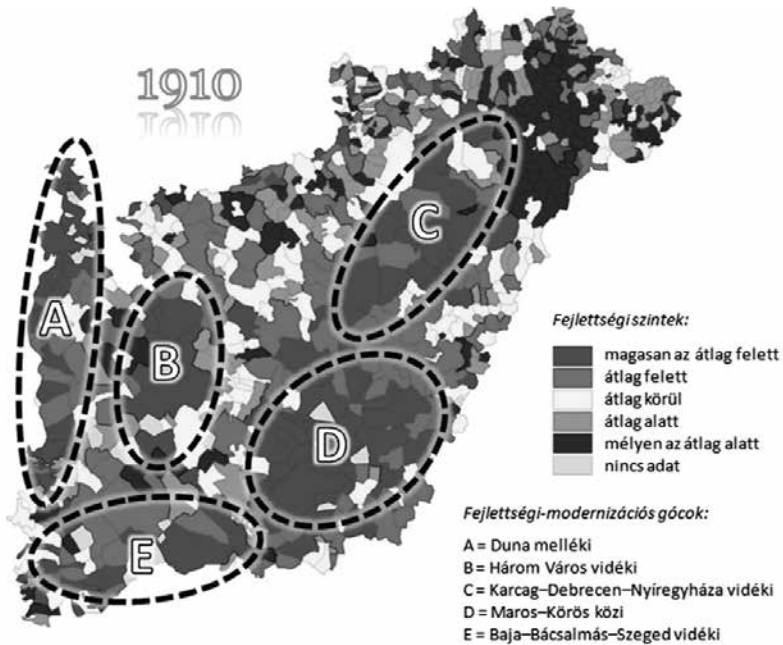 1910
A
B
C
D
E
Fejlettségi szintek:
magasan az átlag felett
átlag felett
átlag körül
átlag alatt
mélyen az átlag alatt
nincs adat
Fejlettségi-modernizációs gócok:
A = Duna melléki
B = Három Város vidéki
C = Karcag–Debrecen–Nyíregyháza vidéki
D = Maros–Körös közi
E = Baja–Bácsalmás–Szeged vidéki